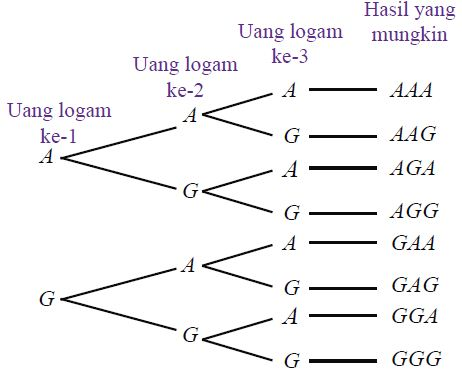 Hasil yang
mungkin
Uang logam
ke-3
Uang logam
ke-2
Uang logam
ke-1
A A A AAA
G AAG
G A AGA
G AGG
G A A GAA
G GAG
G A GGA
G GGG